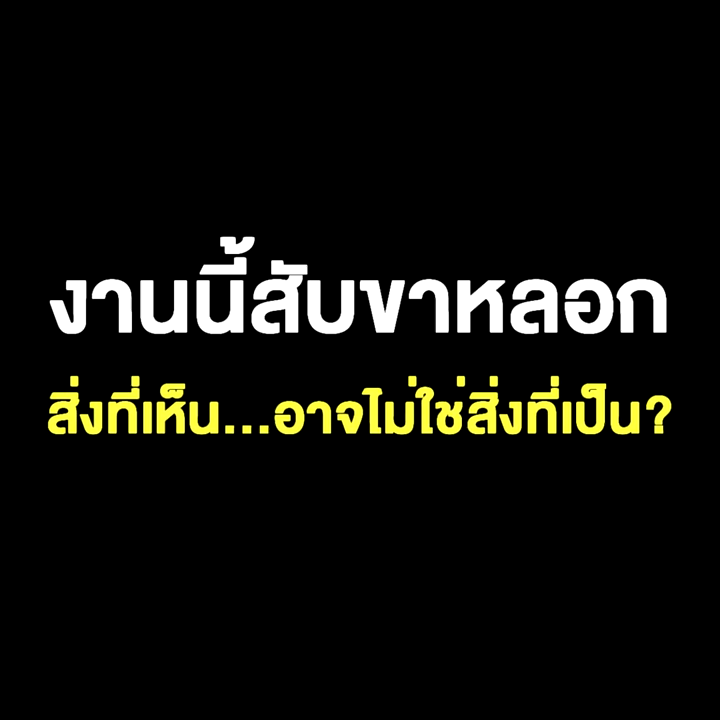 งานนี้สับขาหลอก
สิ่งที่เห็น...อาจไม่ใช่สิ่งที่เป็น?